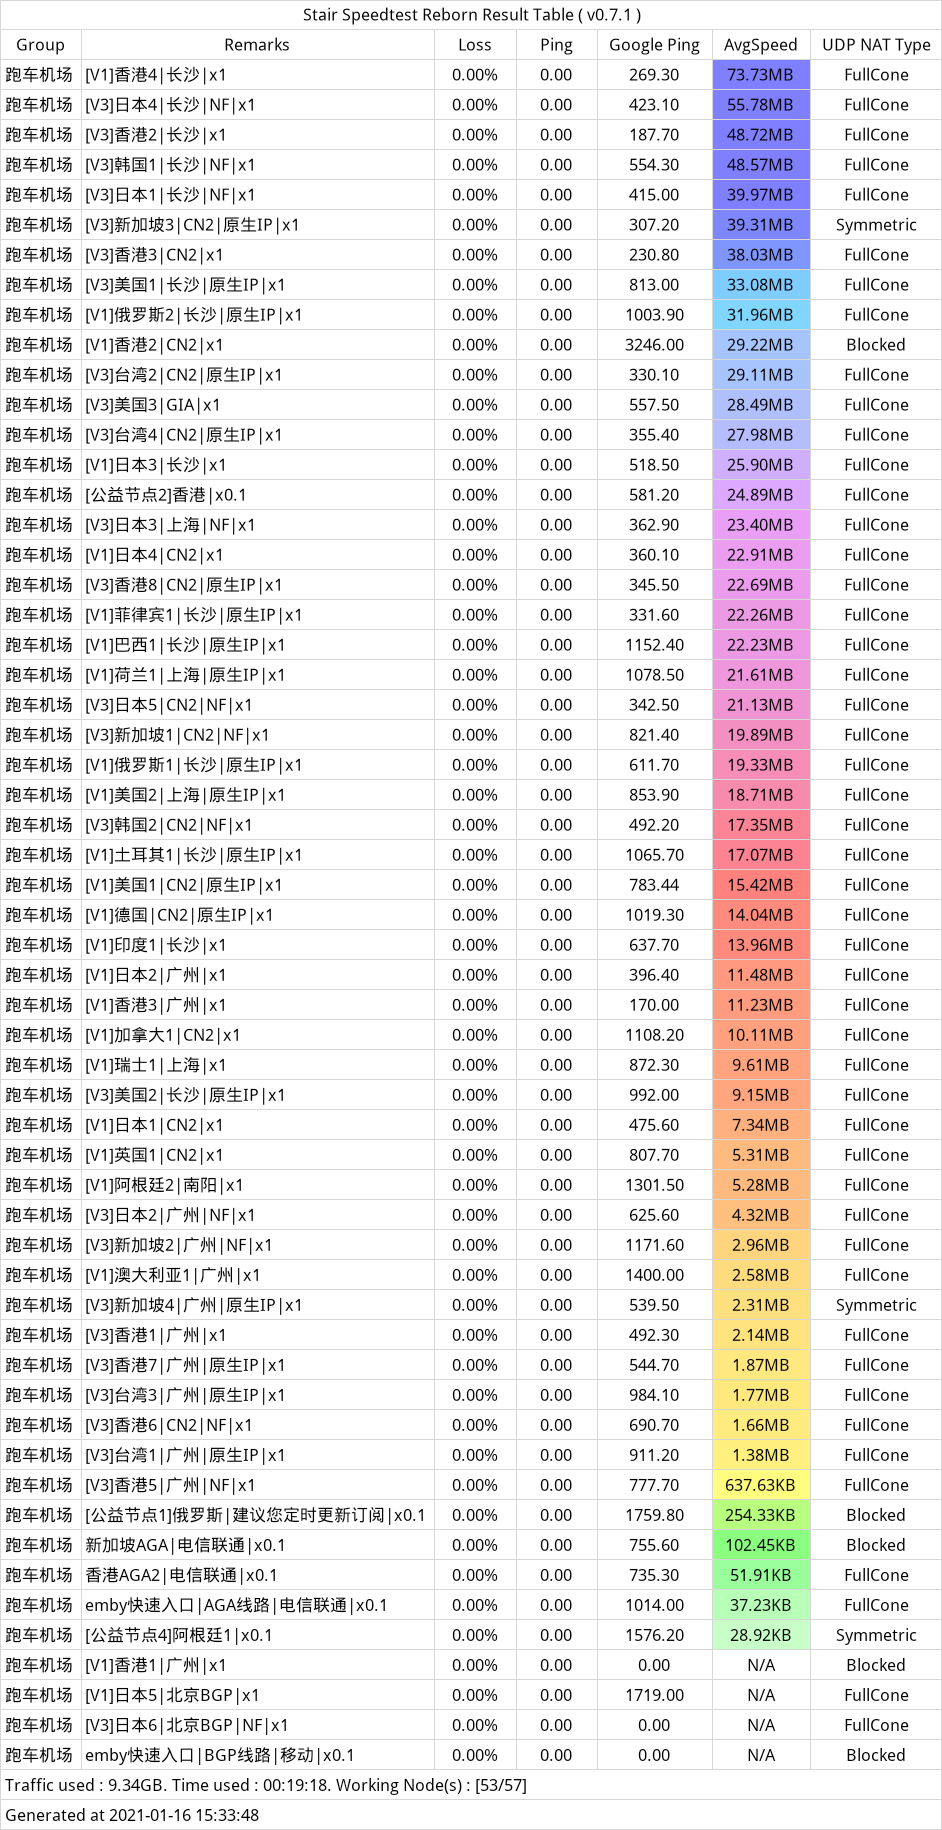 Stair Speedtest Reborn Result Table ( v0.7.1 )
Group Remarks Loss Ping Google Ping AvgSpeed UDP NAT Type
跑车机场 [V1]香港4|长沙|x1 0.00% 0.00 269.30 73.73MB FullCone
跑车机场 [V3]日本4|长沙|NF|x1 0.00% 0.00 423.10 55.78MB FullCone
跑车机场 [V3]香港2|长沙|x1 0.00% 0.00 187.70 48.72MB FullCone
跑车机场 [V3]韩国1|长沙|NF|x1 0.00% 0.00 554.30 48.57MB FullCone
跑车机场 [V3]日本1|长沙|NF|x1 0.00% 0.00 415.00 39.97MB FullCone
跑车机场 [V3]新加坡3|CN2|原生IP|x1 0.00% 0.00 307.20 39.31MB Symmetric
跑车机场 [V3]香港3|CN2|x1 0.00% 0.00 230.80 38.03MB FullCone
跑车机场 [V3]美国1|长沙|原生IP|x1 0.00% 0.00 813.00 33.08MB FullCone
跑车机场 [V1]俄罗斯2|长沙|原生IP|x1 0.00% 0.00 1003.90 31.96MB FullCone
跑车机场 [V1]香港2|CN2|x1 0.00% 0.00 3246.00 29.22MB Blocked
跑车机场 [V3]台湾2|CN2|原生IP|x1 0.00% 0.00 330.10 29.11MB FullCone
跑车机场 [V3]美国3|GIA|x1 0.00% 0.00 557.50 28.49MB FullCone
跑车机场 [V3]台湾4|CN2|原生IP|x1 0.00% 0.00 355.40 27.98MB FullCone
跑车机场 [V1]日本3|长沙|x1 0.00% 0.00 518.50 25.90MB FullCone
跑车机场 [公益节点2]香港|x0.1 0.00% 0.00 581.20 24.89MB FullCone
跑车机场 [V3]日本3|上海|NF|x1 0.00% 0.00 362.90 23.40MB FullCone
跑车机场 [V1]日本4|CN2|x1 0.00% 0.00 360.10 22.91MB FullCone
跑车机场 [V3]香港8|CN2|原生IP|x1 0.00% 0.00 345.50 22.69MB FullCone
跑车机场 [V1]菲律宾1|长沙|原生IP|x1 0.00% 0.00 331.60 22.26MB FullCone
跑车机场 [V1]巴西1|长沙|原生IP|x1 0.00% 0.00 1152.40 22.23MB FullCone
跑车机场 [V1]荷兰1|上海|原生IP|x1 0.00% 0.00 1078.50 21.61MB FullCone
跑车机场 [V3]日本5|CN2|NF|x1 0.00% 0.00 342.50 21.13MB FullCone
跑车机场 [V3]新加坡1|CN2|NF|x1 0.00% 0.00 821.40 19.89MB FullCone
跑车机场 [V1]俄罗斯1|长沙|原生IP|x1 0.00% 0.00 611.70 19.33MB FullCone
跑车机场 [V1]美国2|上海|原生IP|x1 0.00% 0.00 853.90 18.71MB FullCone
跑车机场 [V3]韩国2|CN2|NF|x1 0.00% 0.00 492.20 17.35MB FullCone
跑车机场 [V1]土耳其1|长沙|原生IP|x1 0.00% 0.00 1065.70 17.07MB FullCone
跑车机场 [V1]美国1|CN2|原生IP|x1 0.00% 0.00 783.44 15.42MB FullCone
跑车机场 [V1]德国|CN2|原生IP|x1 0.00% 0.00 1019.30 14.04MB FullCone
跑车机场 [V1]印度1|长沙|x1 0.00% 0.00 637.70 13.96MB FullCone
跑车机场 [V1]日本2|广州|x1 0.00% 0.00 396.40 11.48MB FullCone
跑车机场 [V1]香港3|广州|x1 0.00% 0.00 170.00 11.23MB FullCone
跑车机场 [V1]加拿大1|CN2|x1 0.00% 0.00 1108.20 10.11MB FullCone
跑车机场 [V1]瑞士1|上海|x1 0.00% 0.00 872.30 9.61MB FullCone
跑车机场 [V3]美国2|长沙|原生IP|x1 0.00% 0.00 992.00 9.15MB FullCone
跑车机场 [V1]日本1|CN2|x1 0.00% 0.00 475.60 7.34MB FullCone
跑车机场 [V1]英国1|CN2|x1 0.00% 0.00 807.70 5.31MB FullCone
跑车机场 [V1]阿根廷2|南阳|x1 0.00% 0.00 1301.50 5.28MB FullCone
跑车机场 [V3]日本2|广州|NF|x1 0.00% 0.00 625.60 4.32MB FullCone
跑车机场 [V3]新加坡2|广州|NF|x1 0.00% 0.00 1171.60 2.96MB FullCone
跑车机场 [V1]澳大利亚1|广州|x1 0.00% 0.00 1400.00 2.58MB FullCone
跑车机场 [V3]新加坡4|广州|原生IP|x1 0.00% 0.00 539.50 2.31MB Symmetric
跑车机场 [V3]香港1|广州|x1 0.00% 0.00 492.30 2.14MB FullCone
跑车机场 [V3]香港7|广州|原生IP|x1 0.00% 0.00 544.70 1.87MB FullCone
跑车机场 [V3]台湾3|广州|原生IP|x1 0.00% 0.00 984.10 1.77MB FullCone
跑车机场 [V3]香港6|CN2|NF|x1 0.00% 0.00 690.70 1.66MB FullCone
跑车机场 [V3]台湾1|广州|原生IP|x1 0.00% 0.00 911.20 1.38MB FullCone
跑车机场 [V3]香港5|广州|NF|x1 0.00% 0.00 777.70 637.63KB FullCone
跑车机场 [公益节点1]俄罗斯|建议您定时更新订阅|x0.1 0.00% 0.00 1759.80 254.33KB Blocked
跑车机场 新加坡AGA|电信联通|x0.1 0.00% 0.00 755.60 102.45KB Blocked
跑车机场 香港AGA2|电信联通|x0.1 0.00% 0.00 735.30 51.91KB FullCone
跑车机场 emby快速入口|AGA线路|电信联通|x0.1 0.00% 0.00 1014.00 37.23KB FullCone
跑车机场 [公益节点4]阿根廷1|x0.1 0.00% 0.00 1576.20 28.92KB Symmetric
跑车机场 [V1]香港1|广州|x1 0.00% 0.00 0.00 N/A Blocked
跑车机场 [V1]日本5|北京BGP|x1 0.00% 0.00 1719.00 N/A FullCone
跑车机场 [V3]日本6|北京BGP|NF|x1 0.00% 0.00 0.00 N/A FullCone
跑车机场 emby快速入口|BGP线路|移动|x0.1 0.00% 0.00 0.00 N/A Blocked
Traffic used : 9.34GB. Time used : 00:19:18. Working Node(s) : [53/57]
Generated at 2021-01-16 15:33:48